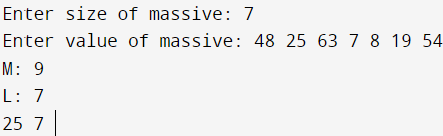 Enter size of massive: 7
Enter value of massive: 48 25 63 7 8 19 54
M: 9
L: 7
25 7